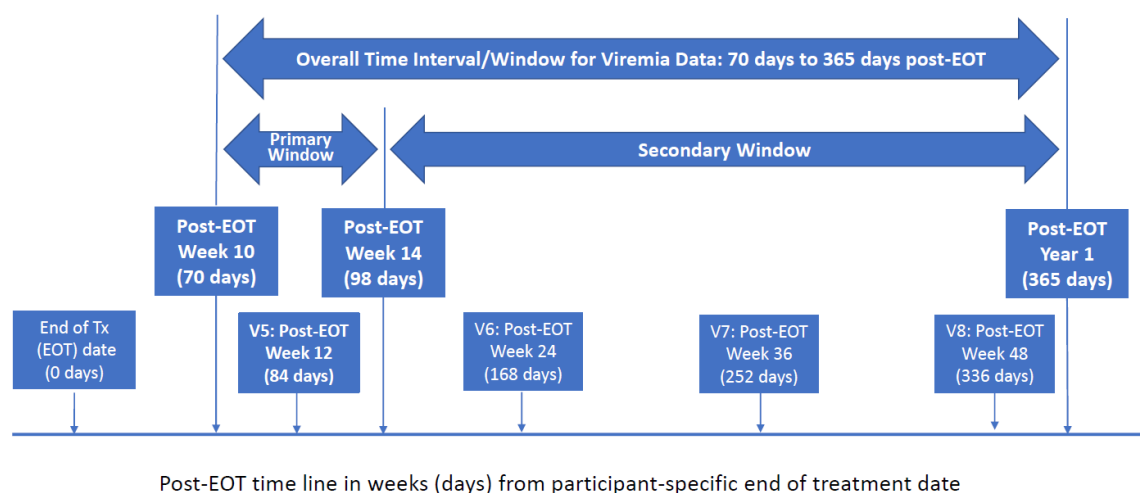 Overall Time Interval/Window for Viremia Data: 70 days to 365 days post-EOT
Primary
Window
Secondary Window
Post-EOT
Week 10
(70 days)
Post-EOT
Week 14
(98 days)
Post-EOT
Year 1
(365 days)
End of Tx
(EOT) date
(0 days)
V5: Post-EOT
Week 12
(84 days)
V6: Post-EOT
Week 24
(168 days)
V7: Post-EOT
Week 36
(252 days)
V8: Post-EOT
Week 48
(336 days)
Post-EOT time line in weeks (days) from participant-specific end of treatment date